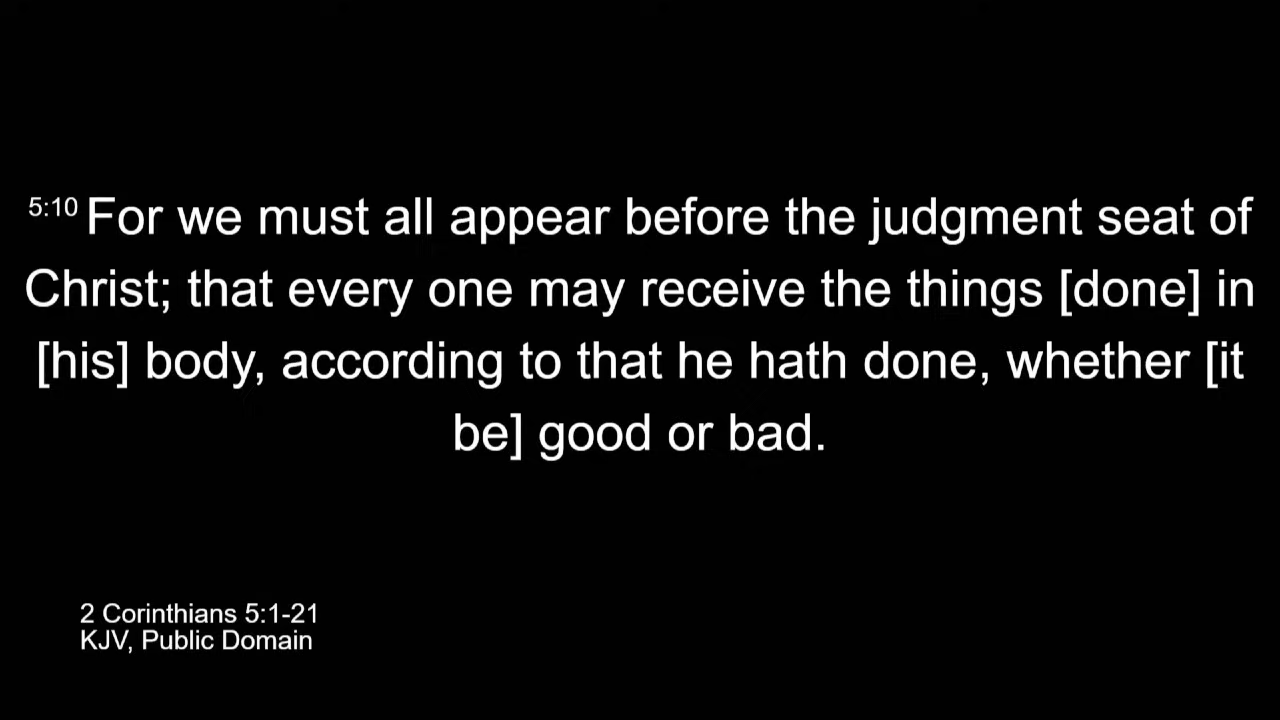 5:10 For we must all appear before the judgment seat of
Christ; that every one may receive the things [done] in
[his] body, according to that he hath done, whether [it
be] good or bad.
2 Corinthians 5:1-21
KJV, Public Domain